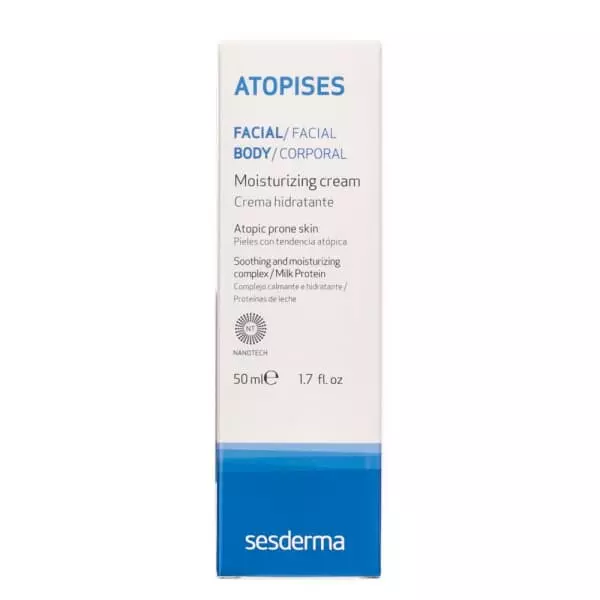 ATOPISES
FACIAL/ FACIAL
BODY/ CORPORAL
Moisturizing cream
Crema hidratante
Atopic prone skin
Pieles con tendencia atópica
Soothing and moisturizing
complex / Milk Protein
Complejo calmante e hidratante /
Proteínas de leche
NT
NANOTECH
50 ml℮ 1.7 fl. oz
sesderma